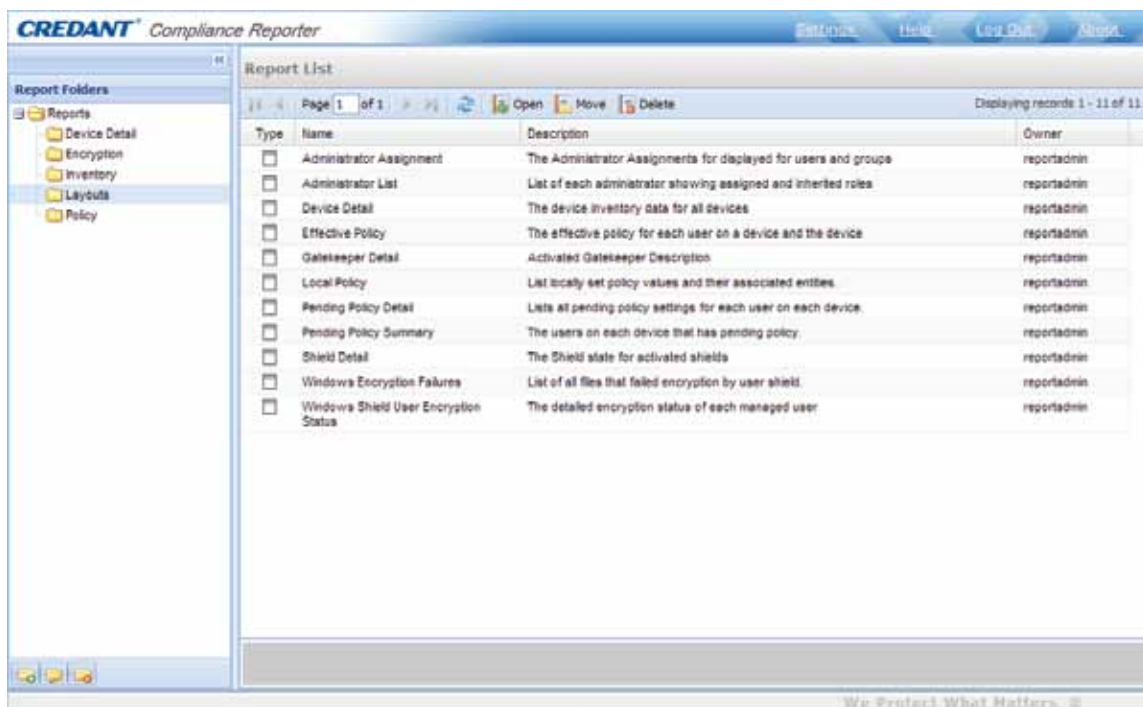 CREDANT Compliance Reporter
Settings Help Log Out About
Report Folders
Reports
Device Detail
Encryption
Inventory
Layouts
Policy
Report List
Page 1 of 1 Open Move Delete Displaying records 1 - 11 of 11
Type Name Description Owner
Administrator Assignment The Administrator Assignments for displayed for users and groups reportadmin
Administrator List List of each administrator showing assigned and inherited roles reportadmin
Device Detail The device inventory data for all devices reportadmin
Effective Policy The effective policy for each user on a device and the device reportadmin
Gatekeeper Detail Activated Gatekeeper Description reportadmin
Local Policy List locally set policy values and their associated entities. reportadmin
Pending Policy Detail Lists all pending policy settings for each user on each device. reportadmin
Pending Policy Summary The users on each device that has pending policy. reportadmin
Shield Detail The Shield state for activated shields reportadmin
Windows Encryption Failures List of all files that failed encryption by user shield. reportadmin
Windows Shield User Encryption The detailed encryption status of each managed user reportadmin
Status
We Protect What Matters.